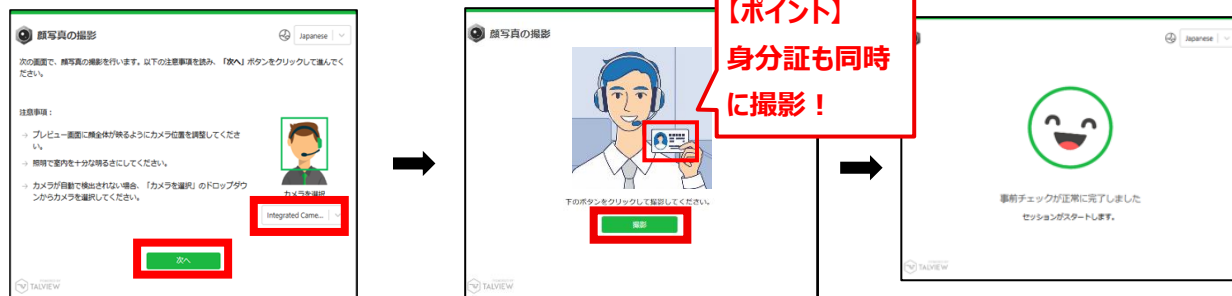 顔写真の撮影
Japanese
次の画面で、顔写真の撮影を行います。以下の注意事項を読み、「次へ」ボタンをクリックして進んでく
ださい。
注意事項：
→ プレビュー画面に顔全体が映るようにカメラ位置を調整してくださ
い。
→ 照明で室内を十分な明るさにしてください。
→ カメラが自動で検出されない場合、「カメラを選択」のドロップダウ
ンからカメラを選択してください。
カメラを選択
Integrated Came...
次へ
TALVIEW
顔写真の撮影
【ポイント】
身分証も同時
に撮影！
下のボタンをクリックして撮影してください。
撮影
TALVIEW
Japanese
事前チェックが正常に完了しました
セッションがスタートします。
TALVIEW